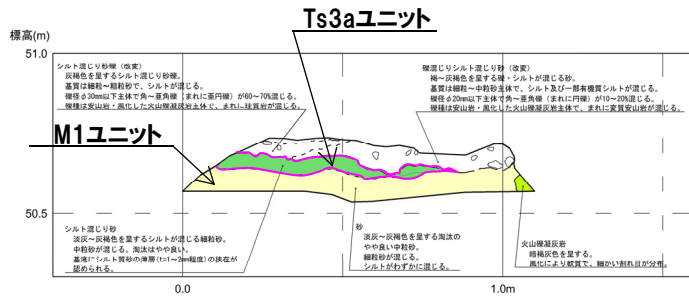 Ts3aユニット
標高(m)
51.0
シルト混じり砂礫（改変）
灰褐色を呈するシルト混じり砂礫。
基質は細粒～粗粒砂で、シルトが混じる。
礫径φ30mm以下主体で角～亜角礫（まれに亜円礫）が60～70%混じる。
礫種は安山岩・風化した火山礫凝灰岩主体で、まれに珪質岩が混じる。
礫混じりシルト混じり砂（改変）
褐～灰褐色を呈する礫・シルトが混じる砂。
基質は細粒～中粒砂主体で、シルト及び一部有機質シルトが混じる。
礫径φ20mm以下主体で角～亜角礫（まれに円礫）が10～20%混じる。
礫種は安山岩・風化した火山礫凝灰岩主体で、まれに変質安山岩が混じる。
M1ユニット
50.5
シルト混じり砂
淡灰～灰褐色を呈するシルトが混じる細粒砂。
中粒砂が混じる。淘汰はやや良い。
基底にシルト質砂の薄層(t=1～2mm程度)の挟在が
認められる。
砂
淡灰～灰褐色を呈する淘汰の
やや良い中粒砂。
細粒砂が混じる。
シルトがわずかに混じる。
火山礫凝灰岩
暗褐灰色を呈する。
風化により軟質で、細かい割れ目が分布。
0.0
1.0m